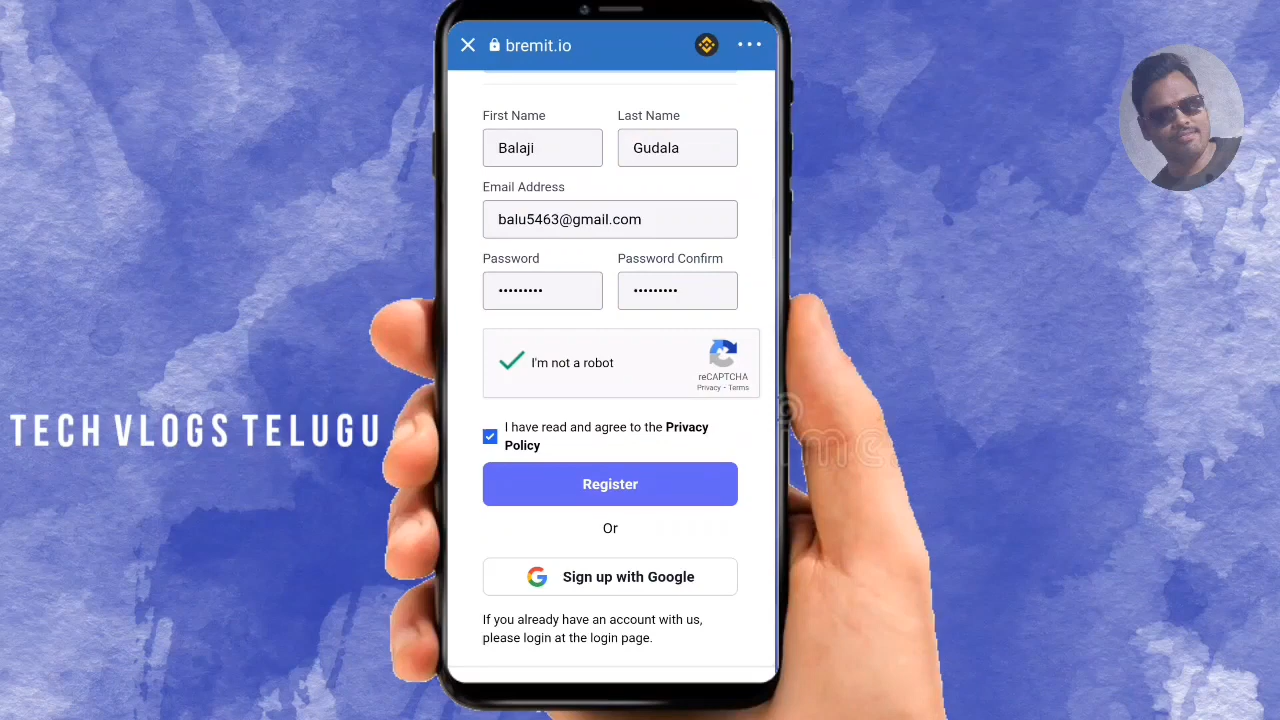 bremit.io
First Name Last Name
Balaji Gudala
Email Address
balu5463@gmail.com
Password Password Confirm
••••••••• •••••••••
I'm not a robot
reCAPTCHA
Privacy - Terms
I have read and agree to the Privacy
Policy
Register
Or
Sign up with Google
If you already have an account with us,
please login at the login page.
TECH VLOGS TELUGU